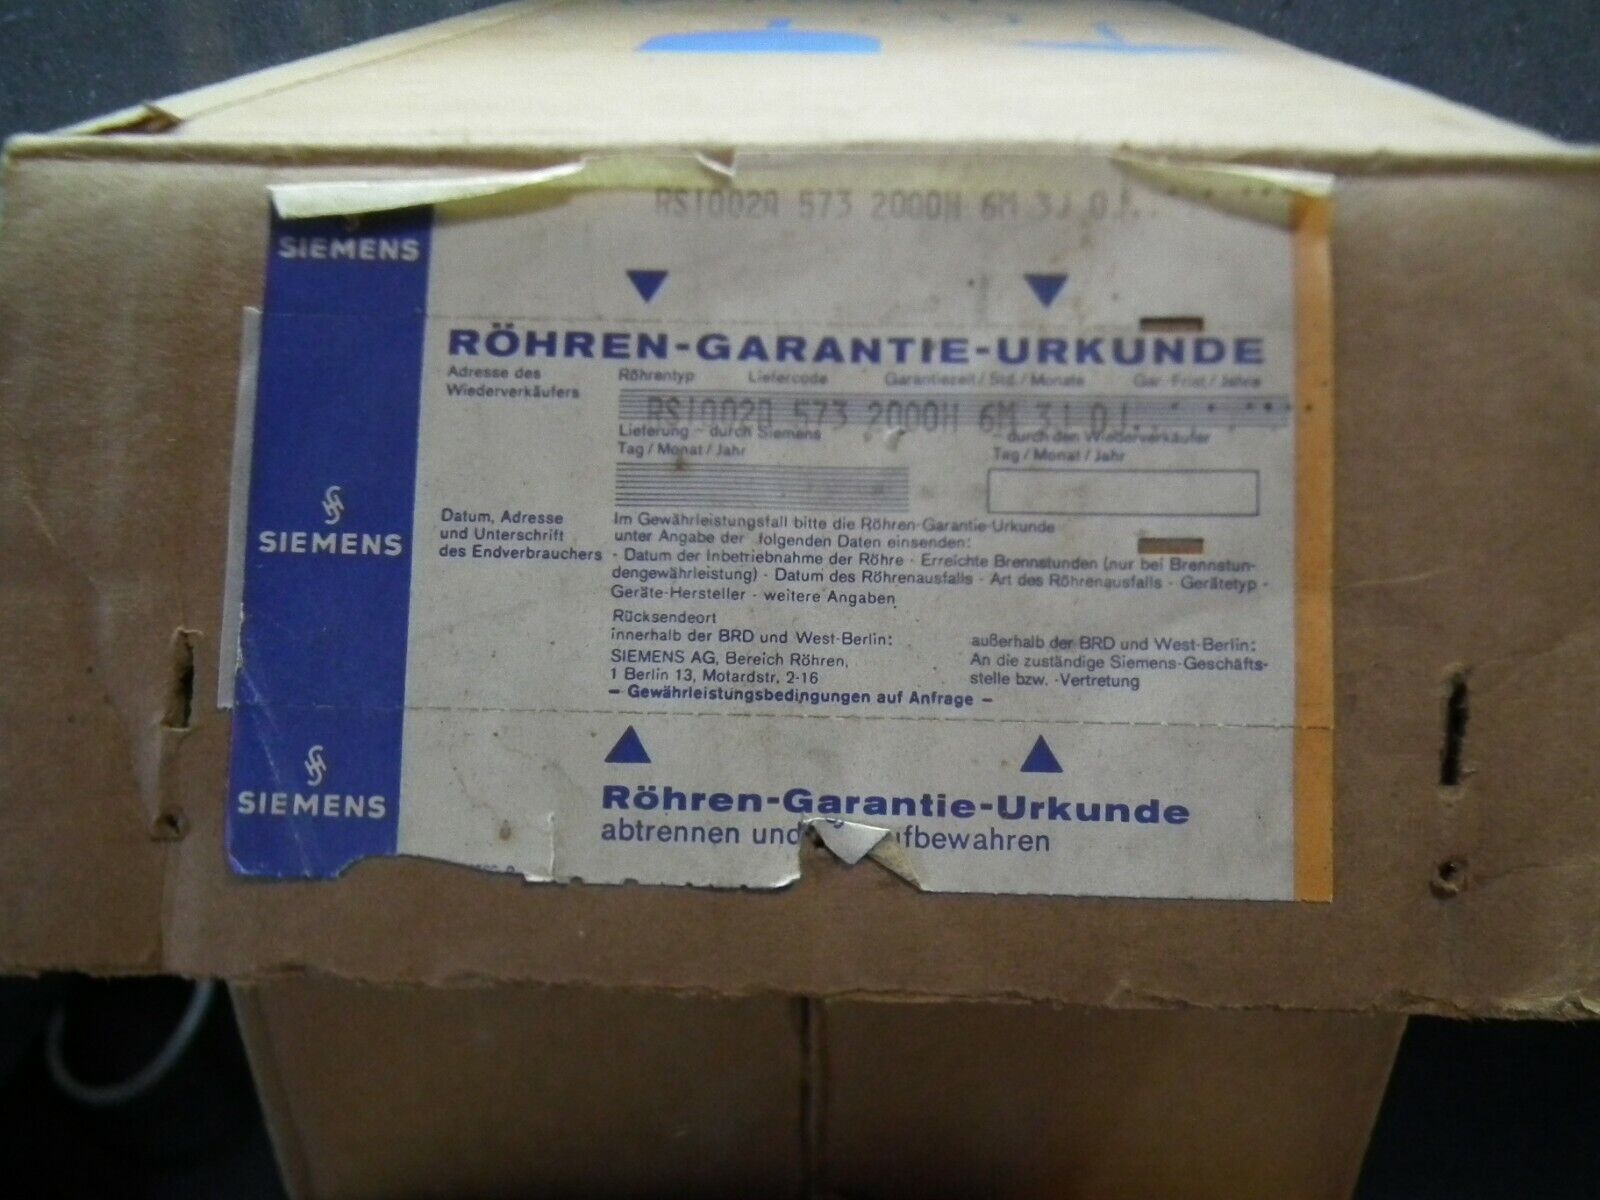 RS1002A 573 2000H 6M 3J 0J..
SIEMENS
RÖHREN-GARANTIE-URKUNDE
Adresse des
Wiederverkäufers
Röhrentyp Liefercode Garantiezeit/Std./Monate Gar.-Frist/Jahre
RS1002A 573 2000H 6M 3J 0J..
Lieferung - durch Siemens - durch den Wiederverkäufer
Tag/Monat/Jahr Tag/Monat/Jahr
SIEMENS
Datum, Adresse
und Unterschrift
des Endverbrauchers
Im Gewährleistungsfall bitte die Röhren-Garantie-Urkunde
unter Angabe der folgenden Daten einsenden:
- Datum der Inbetriebnahme der Röhre - Erreichte Brennstunden (nur bei Brennstun-
dengewährleistung) - Datum des Röhrenausfalls - Art des Röhrenausfalls - Gerätetyp -
Geräte-Hersteller - weitere Angaben
Rücksendeort
innerhalb der BRD und West-Berlin:
SIEMENS AG, Bereich Röhren,
1 Berlin 13, Motardstr. 2-16
außerhalb der BRD und West-Berlin:
An die zuständige Siemens-Geschäfts-
stelle bzw. -Vertretung
- Gewährleistungsbedingungen auf Anfrage -
SIEMENS
Röhren-Garantie-Urkunde
abtrennen und ufbewahren